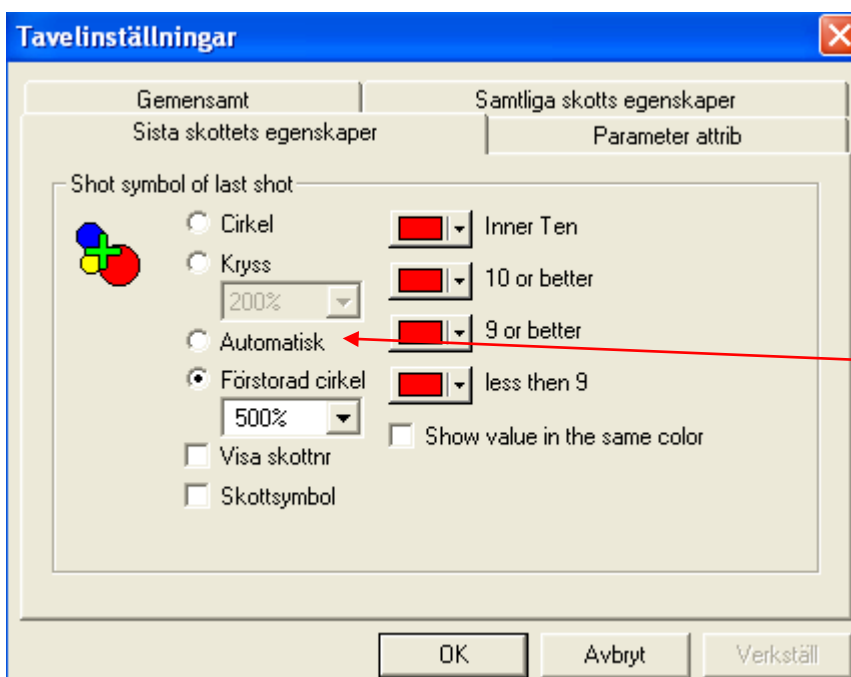 Tavelinställningar
Gemensamt
Samtliga skotts egenskaper
Sista skottets egenskaper
Parameter attrib
Shot symbol of last shot
Cirkel
Kryss
200%
Automatisk
Förstorad cirkel
500%
Visa skottnr
Skottsymbol
Inner Ten
10 or better
9 or better
less then 9
Show value in the same color
OK
Avbryt
Verkställ